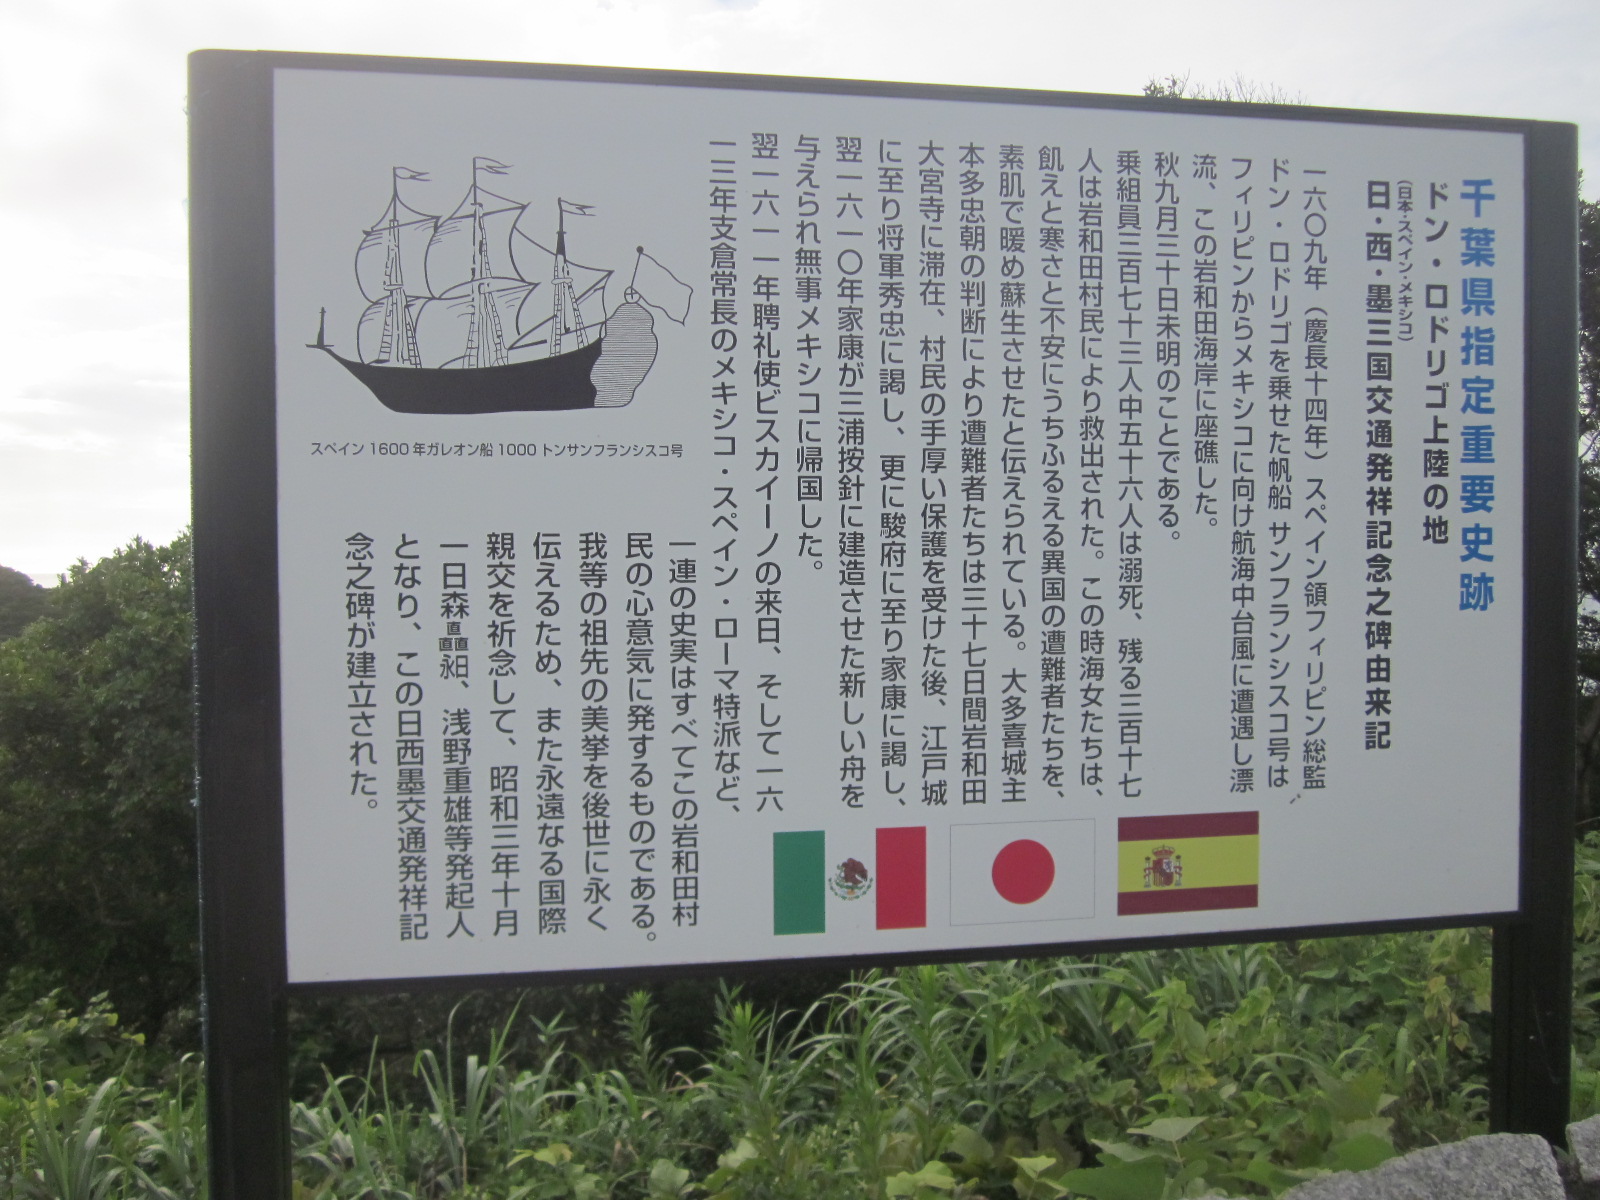 千葉県指定重要史跡
ドン・ロドリゴ上陸の地
(日本・スペイン・メキシコ)
日・西・墨三国交通発祥記念之碑由来記
一六〇九年（慶長十四年）スペイン領フィリピン総監
ドン・ロドリゴを乗せた帆船 サンフランシスコ号は、
フィリピンからメキシコに向け航海中台風に遭遇し漂
流、この岩和田海岸に座礁した。
秋九月三十日未明のことである。
乗組員三百七十三人中五十六人は溺死、残る三百十七
人は岩和田村民により救出された。この時海女たちは、
飢えと寒さと不安にうちふるえる異国の遭難者たちを、
素肌で暖め蘇生させたと伝えられている。大多喜城主
本多忠朝の判断により遭難者たちは三十七日間岩和田
大宮寺に滞在、村民の手厚い保護を受けた後、江戸城
に至り将軍秀忠に謁し、更に駿府に至り家康に謁し、
翌一六一〇年家康が三浦按針に建造させた新しい舟を
与えられ無事メキシコに帰国した。
翌一六一一年聘礼使ビスカイーノの来日、そして一六
一三年支倉常長のメキシコ・スペイン・ローマ特派など、
一連の史実はすべてこの岩和田村
民の心意気に発するものである。
我等の祖先の美挙を後世に永く
伝えるため、また永遠なる国際
親交を祈念して、昭和三年十月
一日森矗昶、浅野重雄等発起人
となり、この日西墨交通発祥記
念之碑が建立された。
スペイン 1600 年ガレオン船 1000 トンサンフランシスコ号